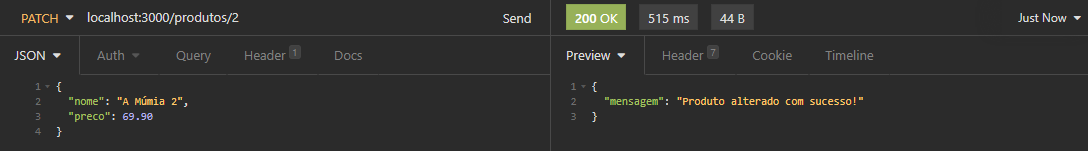 PATCH localhost:3000/produtos/2 Send 200 OK 515 ms 44 B Just Now
JSON Auth Query Header 1 Docs Preview Header 7 Cookie Timeline
1 {
2 "nome": "A Múmia 2",
3 "preco": 69.90
4 }
1 {
2 "mensagem": "Produto alterado com sucesso!"
3 }